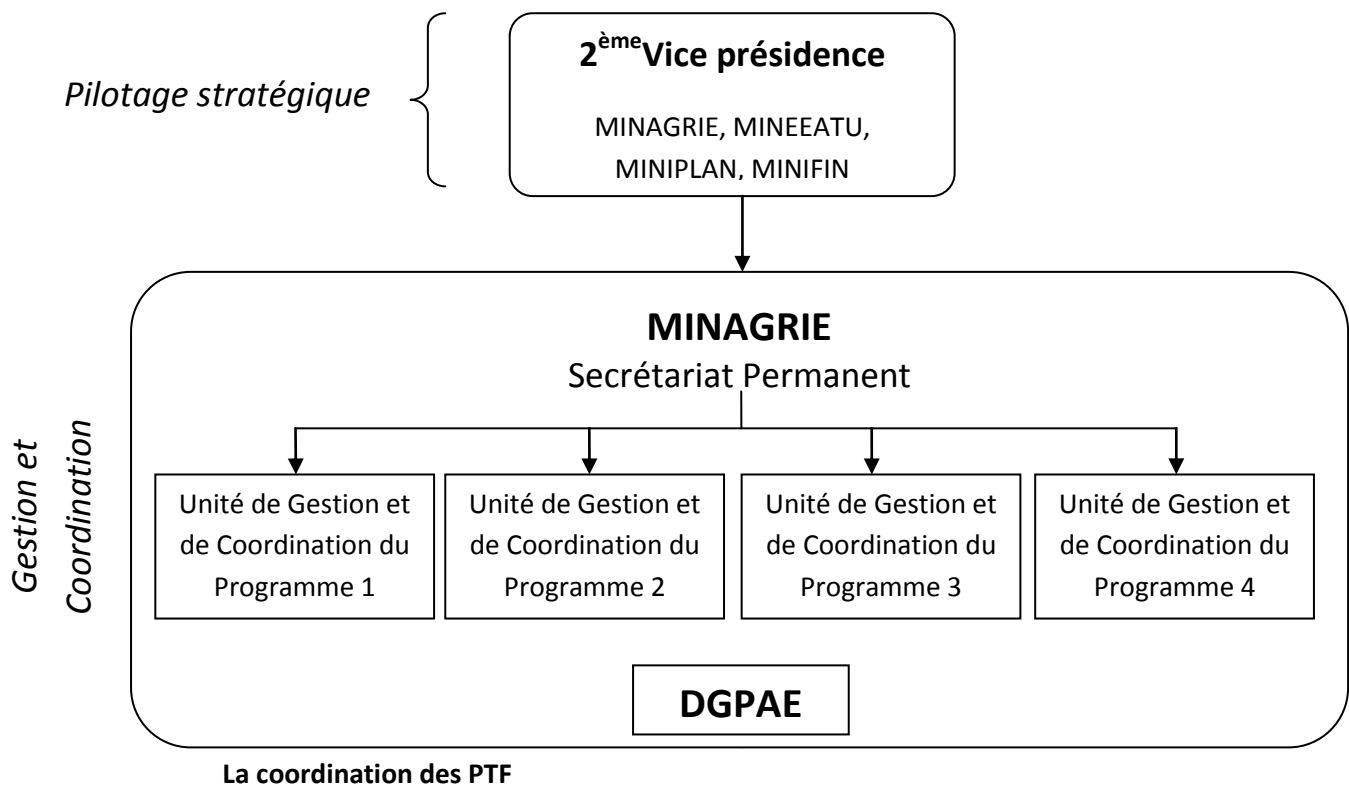 2ème Vice présidence
Pilotage stratégique
MINAGRIE, MINEEATU,
MINIPLAN, MINIFIN
MINAGRIE
Secrétariat Permanent
Gestion et
Coordination
Unité de Gestion et
de Coordination du
Programme 1
Unité de Gestion et
de Coordination du
Programme 2
Unité de Gestion et
de Coordination du
Programme 3
Unité de Gestion et
de Coordination du
Programme 4
DGPAE
La coordination des PTF